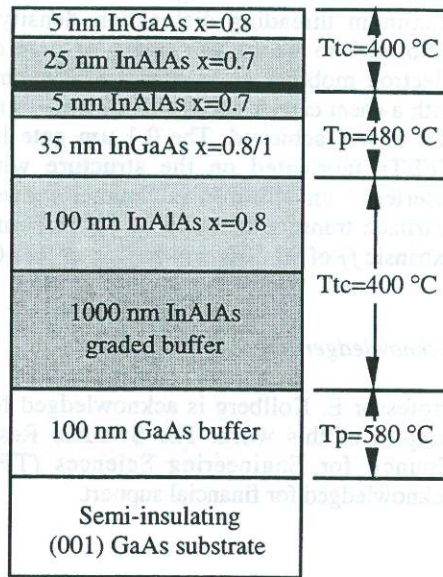 5 nm InGaAs x=0.8
25 nm InAlAs x=0.7
5 nm InAlAs x=0.7
35 nm InGaAs x=0.8/1
100 nm InAlAs x=0.8
1000 nm InAlAs
graded buffer
100 nm GaAs buffer
Semi-insulating
(001) GaAs substrate
Ttc=400 °C
Tp=480 °C
Ttc=400 °C
Tp=580 °C